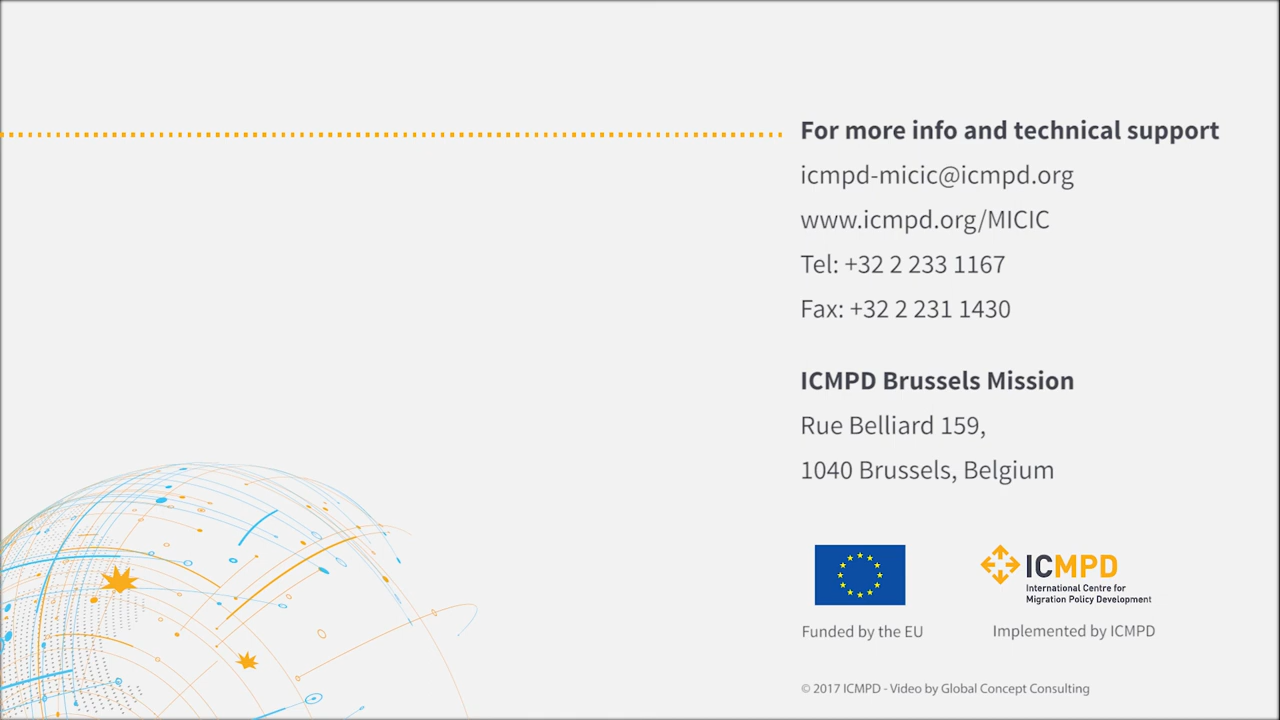 For more info and technical support
icmpd-micic@icmpd.org
www.icmpd.org/MICIC
Tel: +32 2 233 1167
Fax: +32 2 231 1430
ICMPD Brussels Mission
Rue Belliard 159,
1040 Brussels, Belgium
ICMPD
International Centre for
Migration Policy Development
Funded by the EU
Implemented by ICMPD
© 2017 ICMPD - Video by Global Concept Consulting